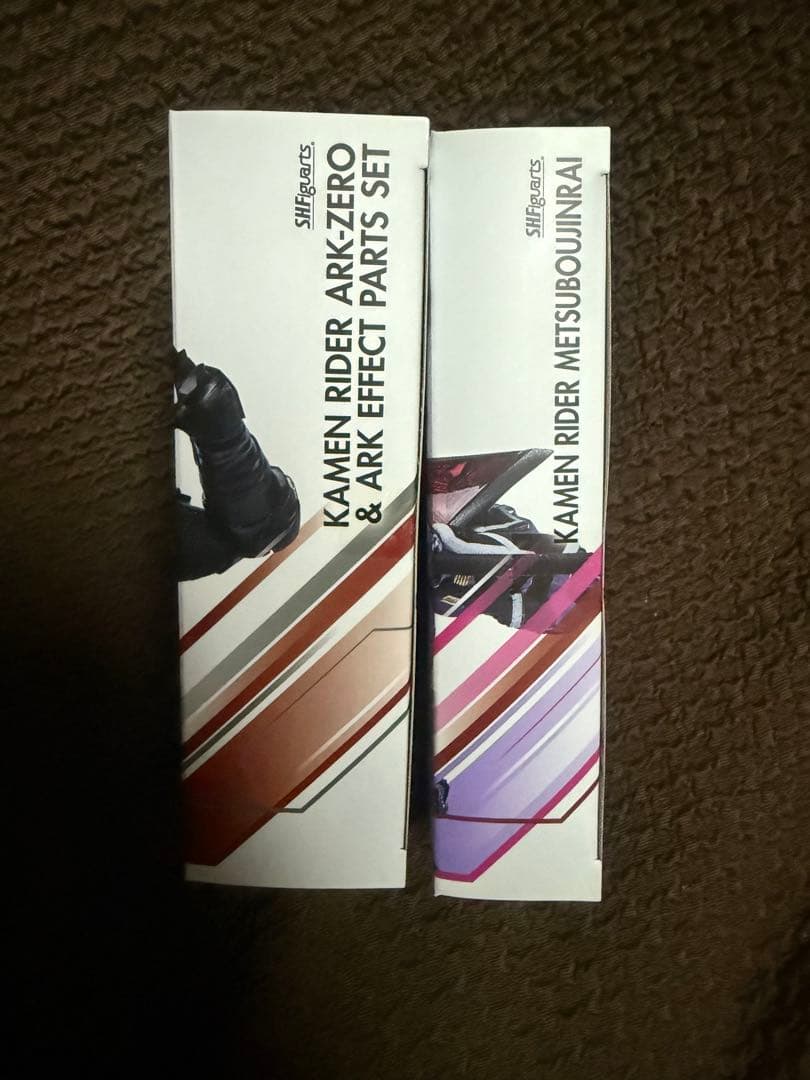 S.H.Figuarts
KAMEN RIDER ARK-ZERO
& ARK EFFECT PARTS SET
S.H.Figuarts
KAMEN RIDER METSUBOUJINRAI